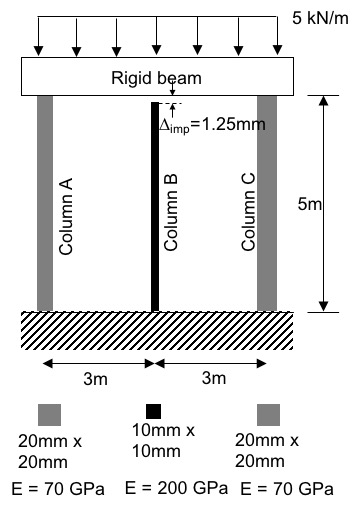 5 kN/m
Rigid beam
Δimp=1.25mm
Column A
Column B
Column C
5m
3m 3m
20mm x
20mm
10mm x
10mm
20mm x
20mm
E = 70 GPa E = 200 GPa E = 70 GPa